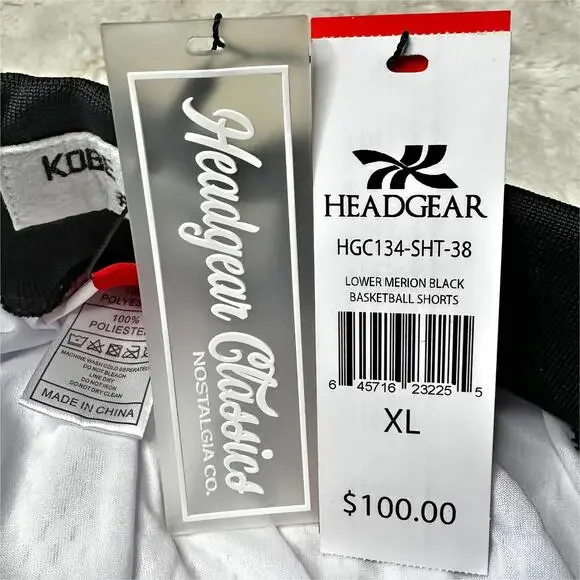 KOBE
100%
POLIESTER
MACHINE WASH COLD SEPERATELY
DO NOT BLEACH
LINE DRY
DO NOT IRON
DO NOT DRY CLEAN
MADE IN CHINA
Headgear Classics
NOSTALGIA CO.
HEADGEAR
HGC134-SHT-38
LOWER MERION BLACK
BASKETBALL SHORTS
6 45716 23225 5
XL
$100.00